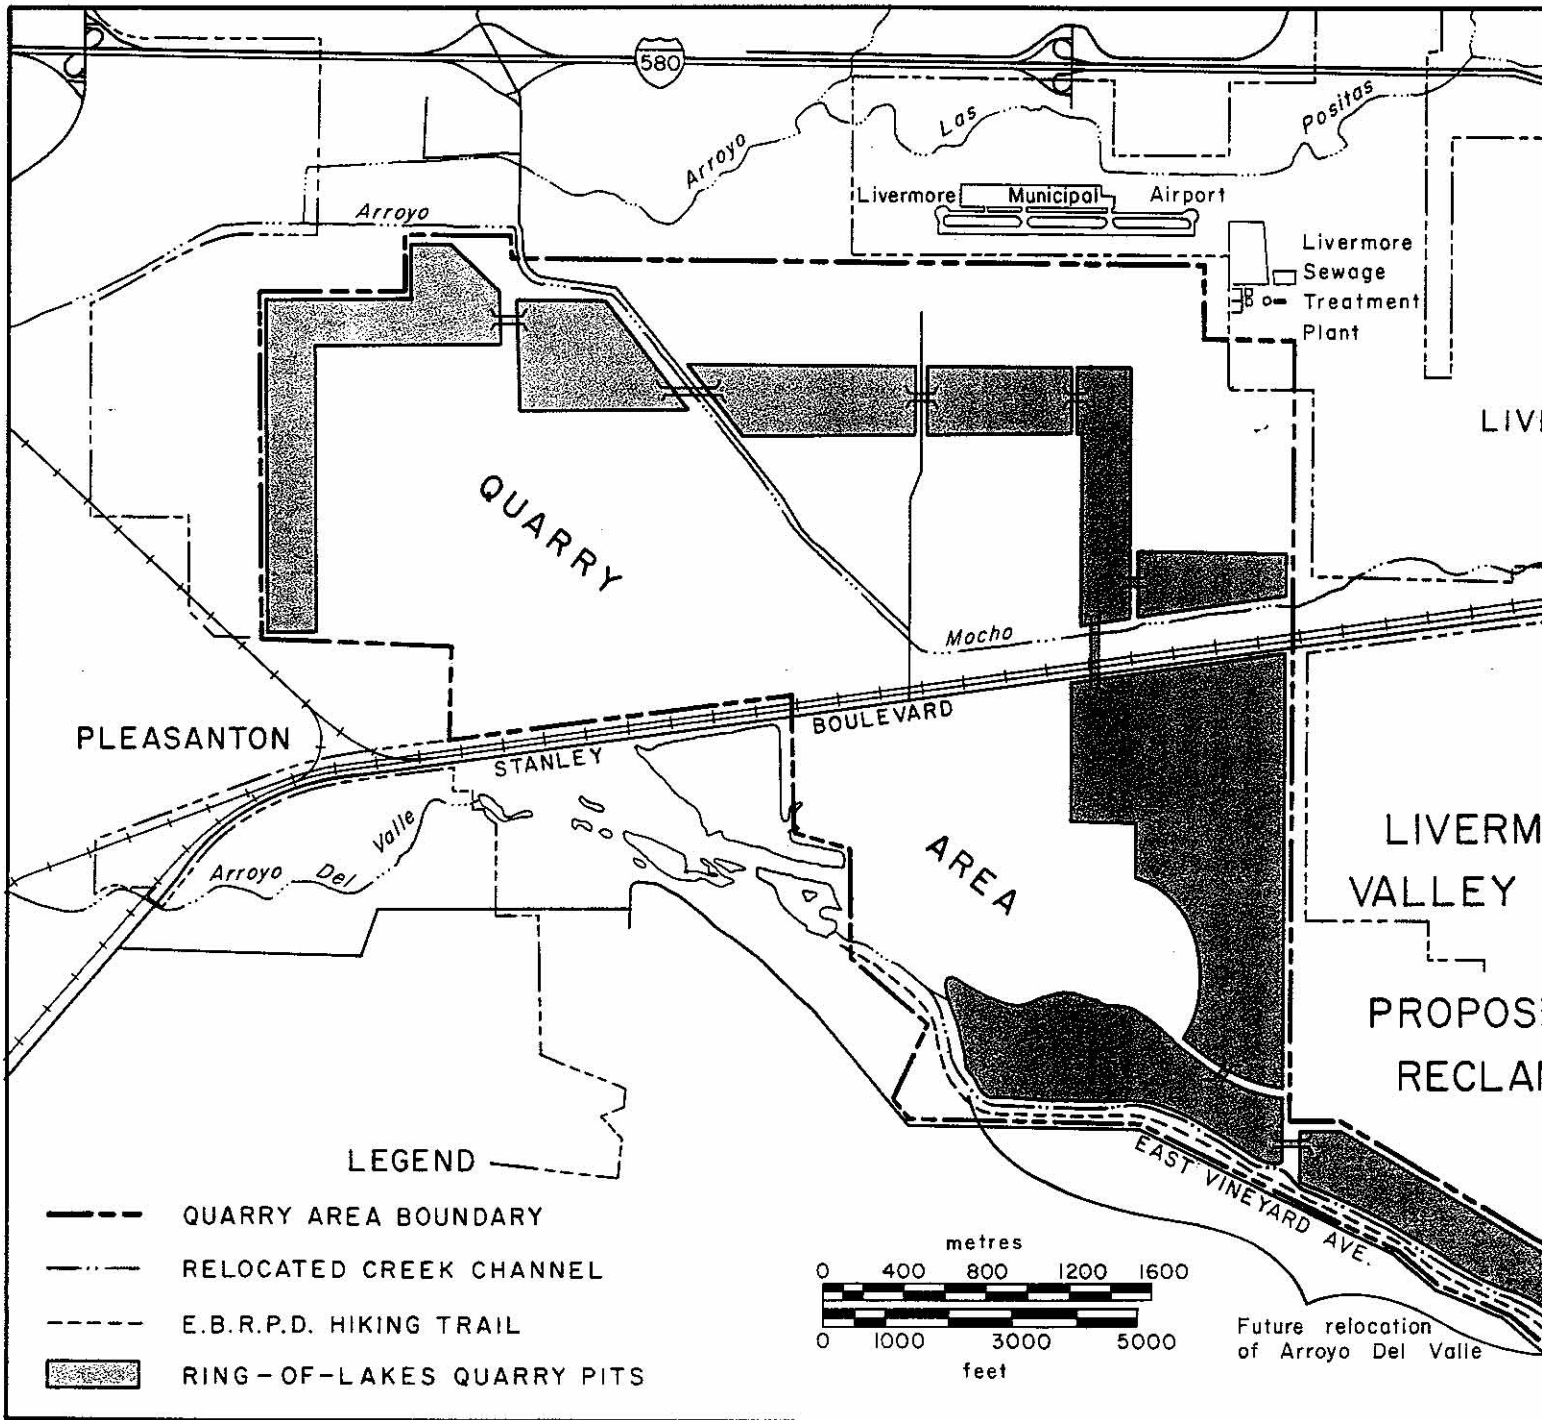 580
Arroyo Las Positas
Livermore Municipal Airport
Arroyo
Livermore
Sewage
Treatment
Plant
LIV
QUARRY
Mocho
PLEASANTON
STANLEY BOULEVARD
Arroyo Del Valle
AREA
LIVERM
VALLEY
PROPOS
RECLA
EAST VINEYARD AVE.
LEGEND
QUARRY AREA BOUNDARY
RELOCATED CREEK CHANNEL
E.B.R.P.D. HIKING TRAIL
RING-OF-LAKES QUARRY PITS
metres
0 400 800 1200 1600
0 1000 3000 5000
feet
Future relocation
of Arroyo Del Valle